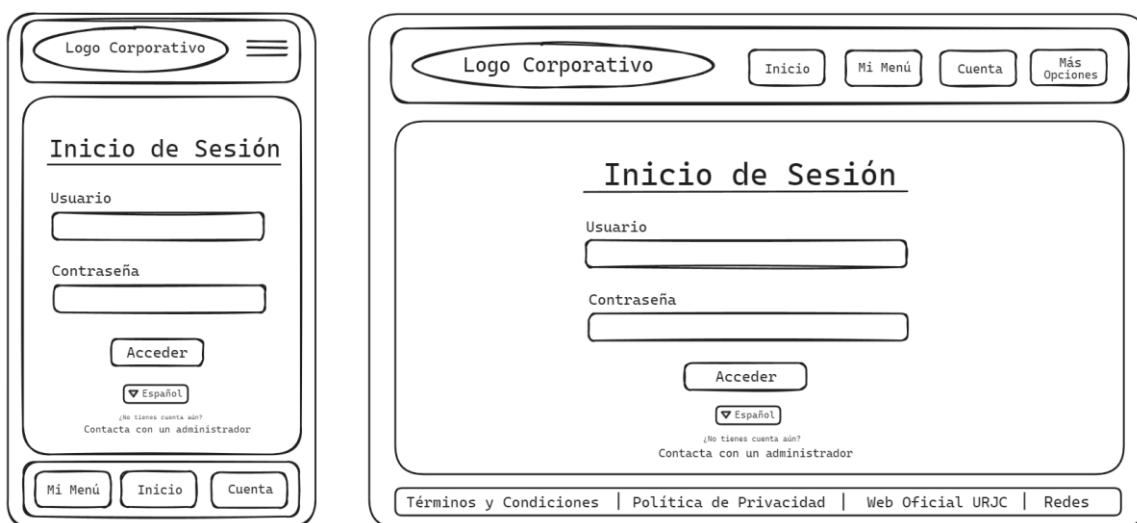 Logo Corporativo
Inicio de Sesión
Usuario
Contraseña
Acceder
Español
¿No tienes cuenta aún?
Contacta con un administrador
Mi Menú
Inicio
Cuenta
Logo Corporativo
Inicio
Mi Menú
Cuenta
Más
Opciones
Inicio de Sesión
Usuario
Contraseña
Acceder
Español
¿No tienes cuenta aún?
Contacta con un administrador
Términos y Condiciones | Política de Privacidad | Web Oficial URJC | Redes